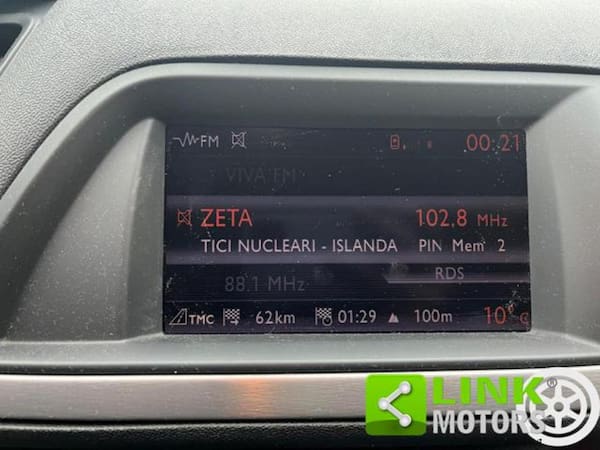 FM 00:21
VIVA FM
ZETA 102.8 MHz
TICI NUCLEARI - ISLANDA PIN Mem 2
88.1 MHz RDS
TMC 62km 01:29 100m 10°C
LINK®
MOTORS